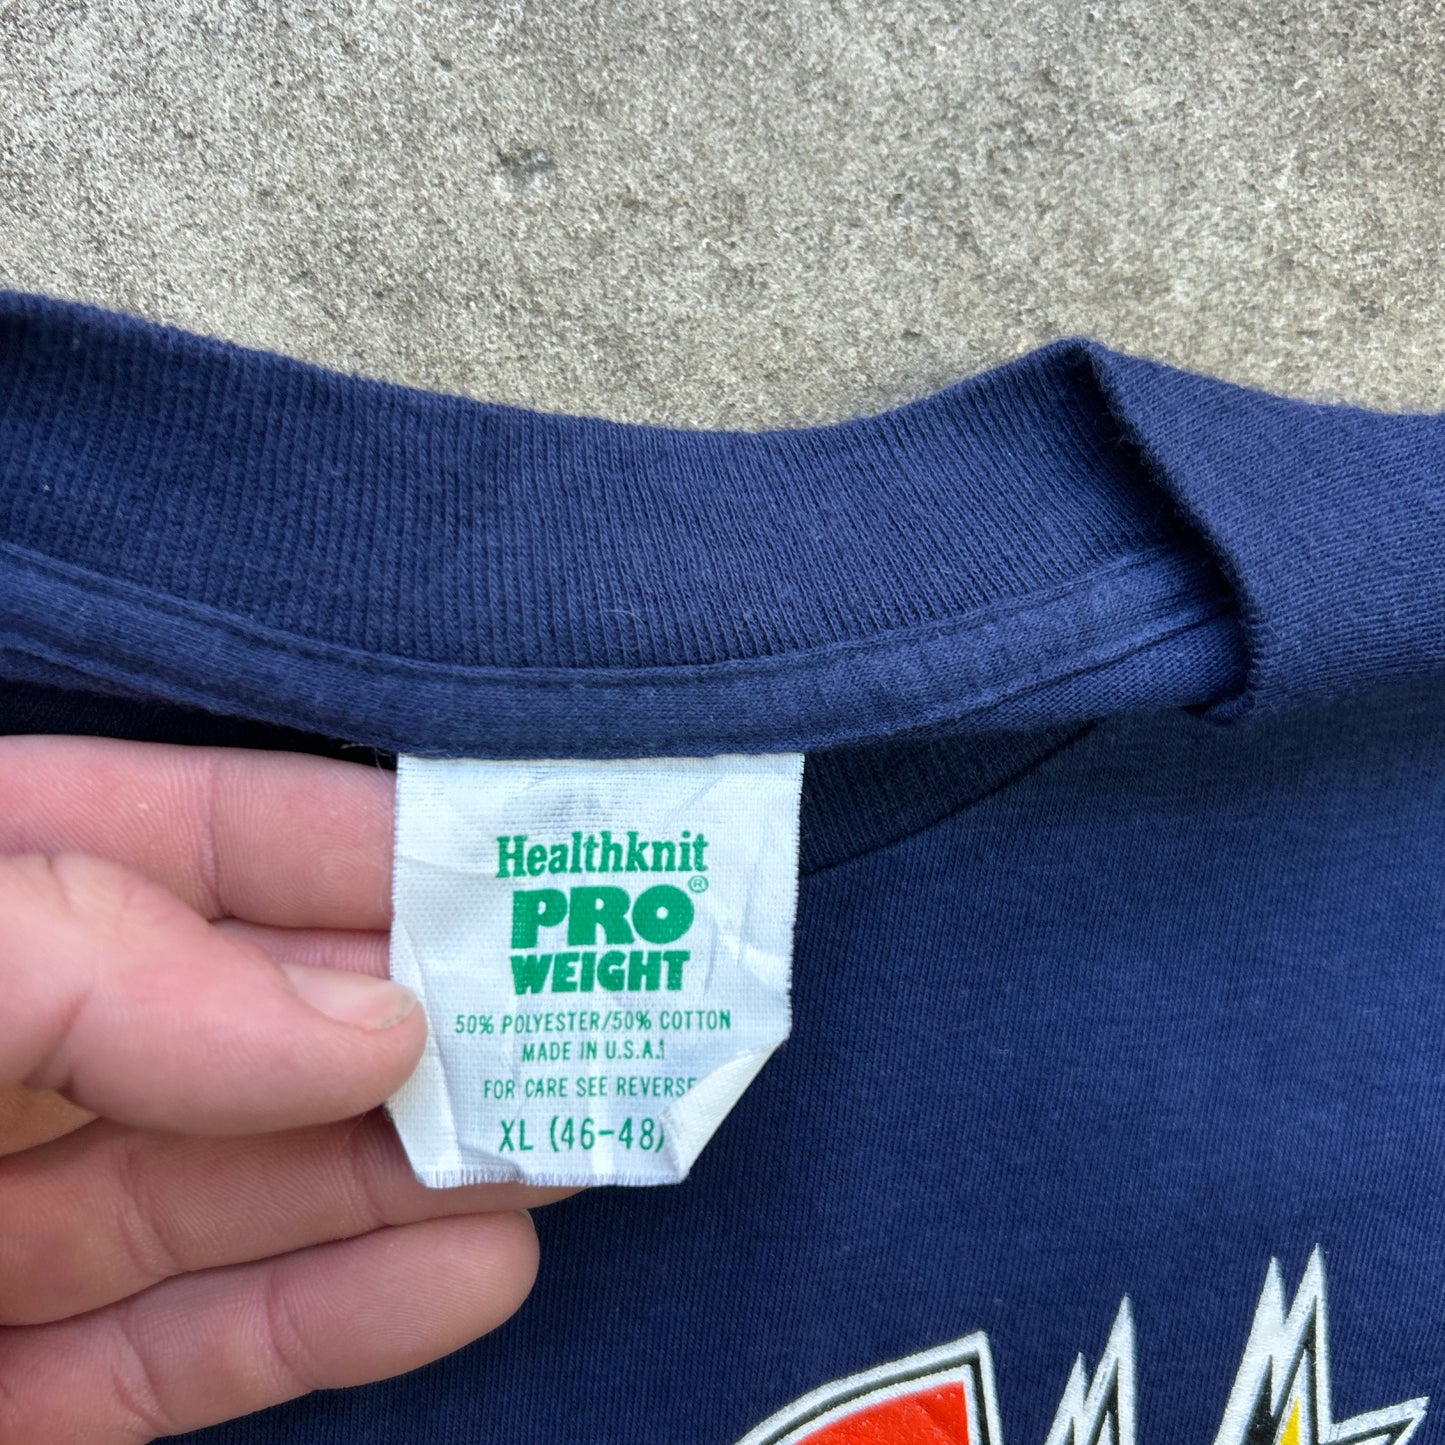 Healthknit
PRO®
WEIGHT
50% POLYESTER/50% COTTON
MADE IN U.S.A.
FOR CARE SEE REVERSE
XL (46-48)